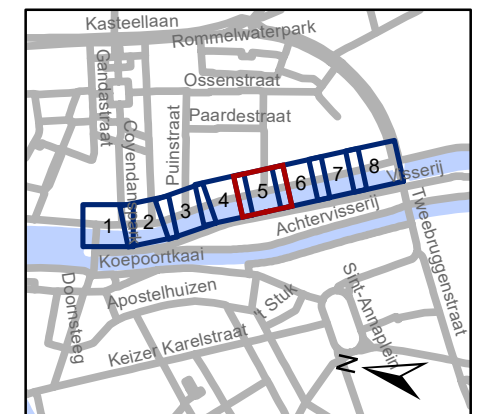 Kasteellaan
Rommelwaterpark
Gandastraat
Ossenstraat
Coyendanspark
Puinstraat
Paardestraat
1
2
3
4
5
6
7
8
Visserij
Achtervisserij
Koepoortkaai
Tweebruggenstraat
Doornsteeg
Apostelhuizen
't Stuk
Sint-Annaplein
Keizer Karelstraat
N